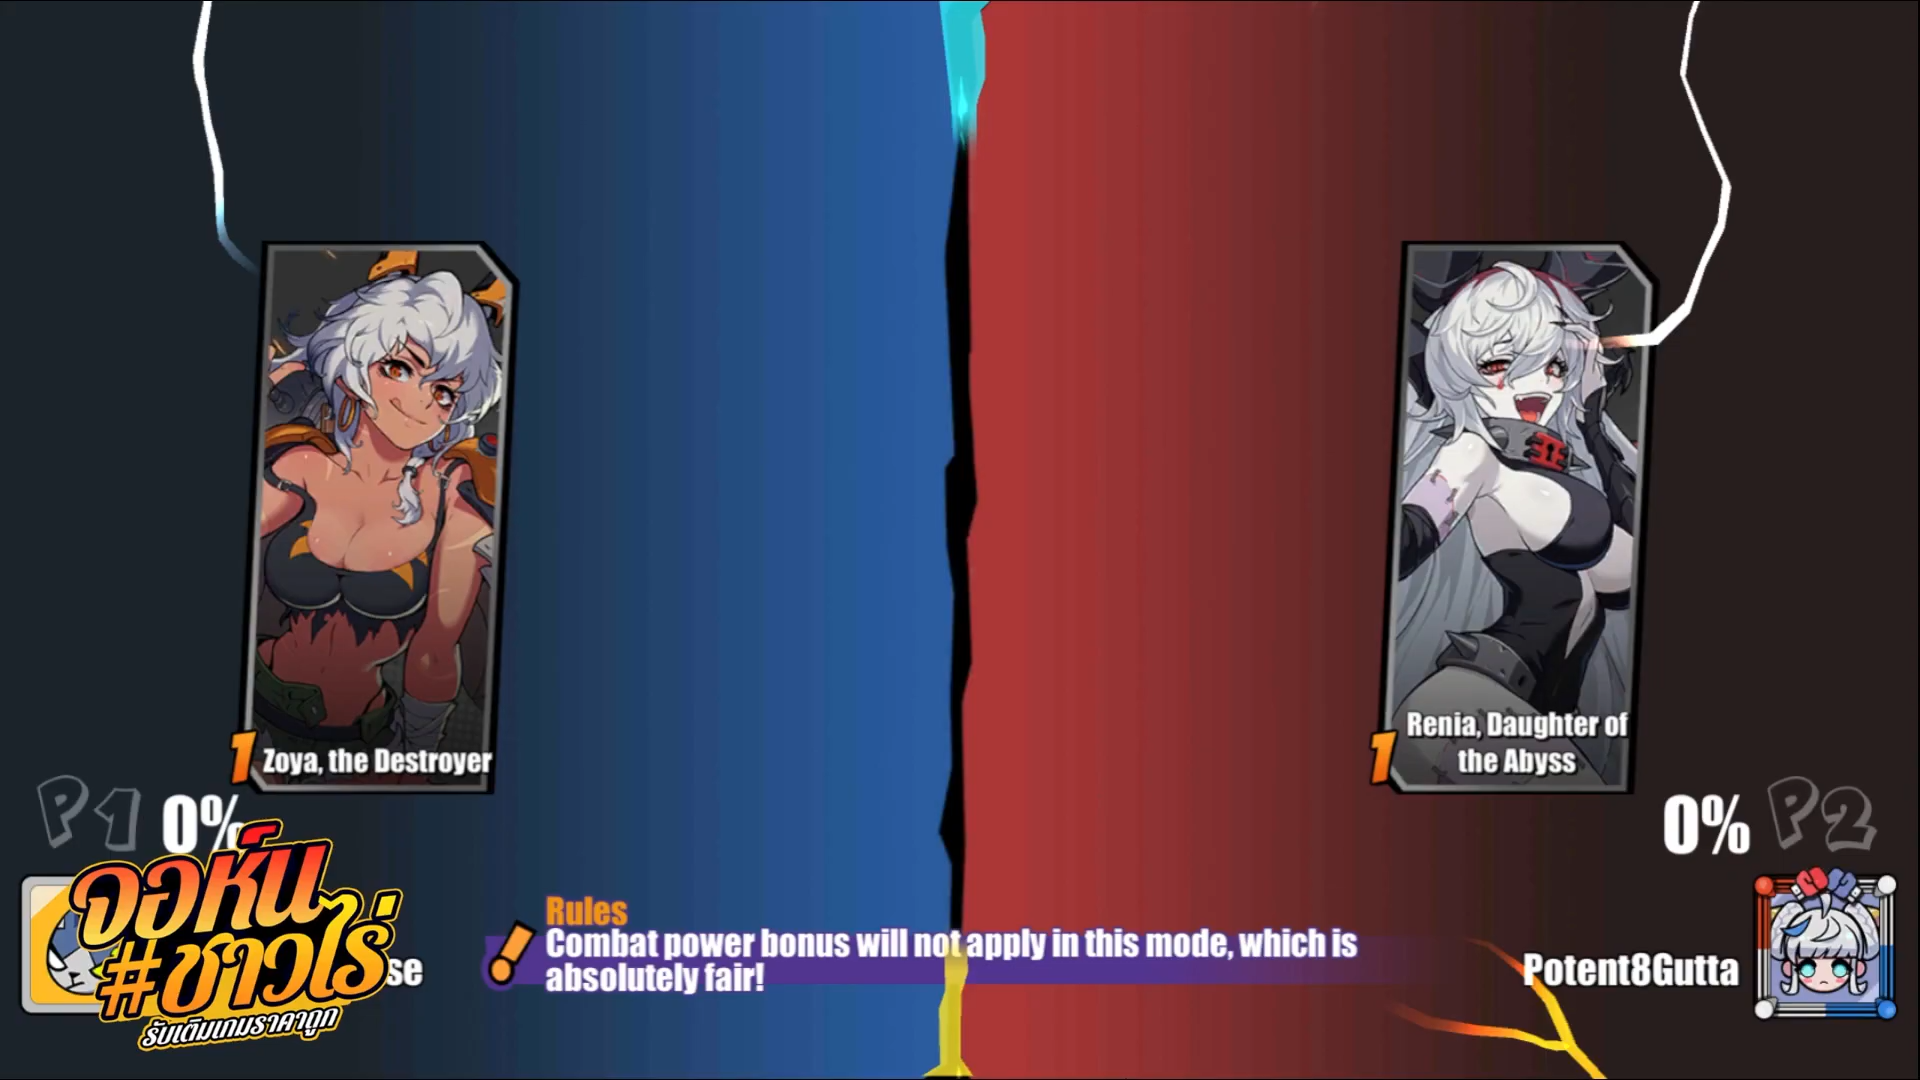 1 Zoya, the Destroyer
1 Renia, Daughter of
the Abyss
P1 0%
0% P2
จอห์น
#ชาวไร่
รับเติมเกมราคาถูก
se
Rules
Combat power bonus will not apply in this mode, which is
absolutely fair!
Potent8Gutta